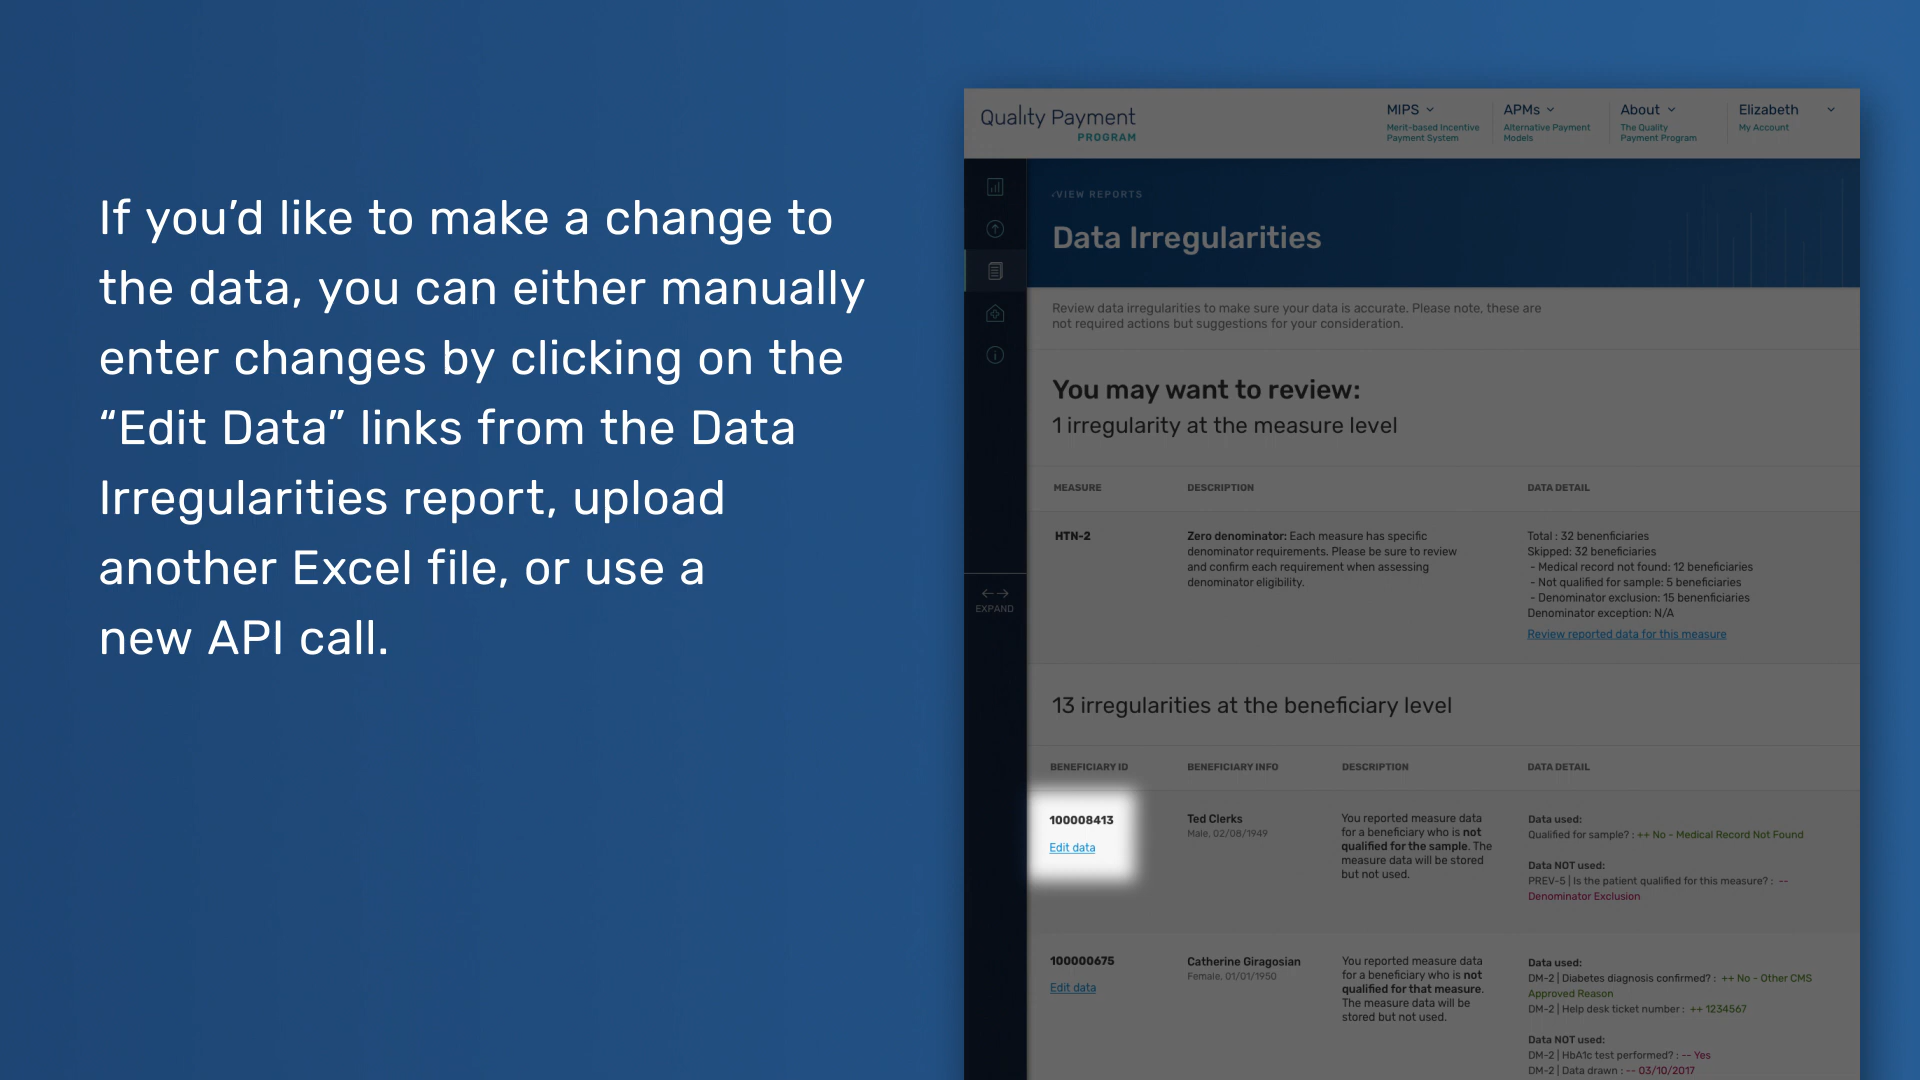 If you’d like to make a change to
the data, you can either manually
enter changes by clicking on the
“Edit Data” links from the Data
Irregularities report, upload
another Excel file, or use a
new API call.
Quality Payment
PROGRAM
MIPS
Merit-based Incentive
Payment System
APMs
Alternative Payment
Models
About
The Quality
Payment Program
Elizabeth
My Account
‹VIEW REPORTS
Data Irregularities
EXPAND
Review data irregularities to make sure your data is accurate. Please note, these are
not required actions but suggestions for your consideration.
You may want to review:
1 irregularity at the measure level
MEASURE DESCRIPTION DATA DETAIL
HTN-2
Zero denominator: Each measure has specific
denominator requirements. Please be sure to review
and confirm each requirement when assessing
denominator eligibility.
Total : 32 benenficiaries
Skipped: 32 beneficiaries
- Medical record not found: 12 beneficiaries
- Not qualified for sample: 5 beneficiaries
- Denominator exclusion: 15 benenficiaries
Denominator exception: N/A
Review reported data for this measure
13 irregularities at the beneficiary level
BENEFICIARY ID BENEFICIARY INFO DESCRIPTION DATA DETAIL
100008413
Edit data
Ted Clerks
Male, 02/08/1949
You reported measure data
for a beneficiary who is not
qualified for the sample. The
measure data will be stored
but not used.
Data used:
Qualified for sample? : ++ No - Medical Record Not Found
Data NOT used:
PREV-5 | Is the patient qualified for this measure? : --
Denominator Exclusion
100000675
Edit data
Catherine Giragosian
Female, 01/01/1950
You reported measure data
for a beneficiary who is not
qualified for that measure.
The measure data will be
stored but not used.
Data used:
DM-2 | Diabetes diagnosis confirmed? : ++ No - Other CMS
Approved Reason
DM-2 | Help desk ticket number : ++ 1234567
Data NOT used:
DM-2 | HbA1c test performed? : -- Yes
DM-2 | Data drawn : -- 03/10/2017